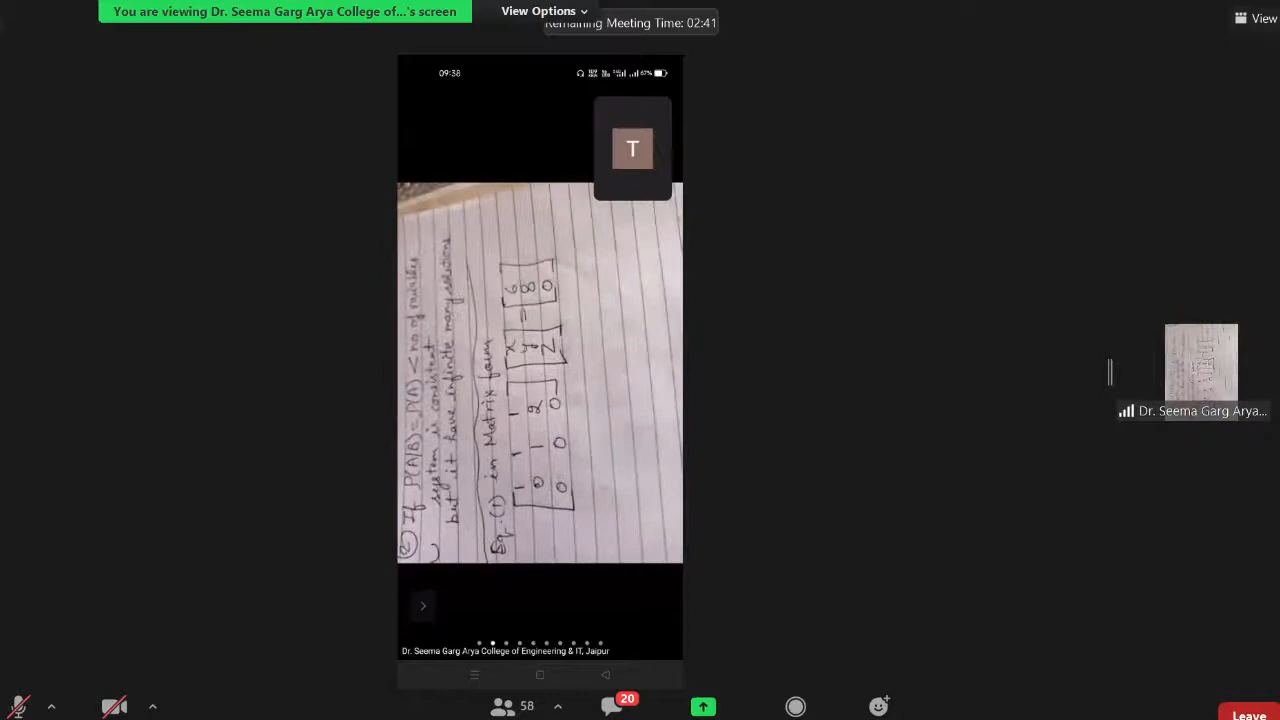 You are viewing Dr. Seema Garg Arya College of...'s screen
View Options
Remaining Meeting Time: 02:41
View
09:38
67%
T
(2) If P(A/B) = P(A) < no of variables
system is consistent
but it have infinite many solutions
Eq. (1) in Matrix form
1 1 1 x 6
0 1 2 y = 8
0 0 0 z 0
Dr. Seema Garg Arya...
Dr. Seema Garg Arya College of Engineering & IT, Jaipur
58
20
Leave